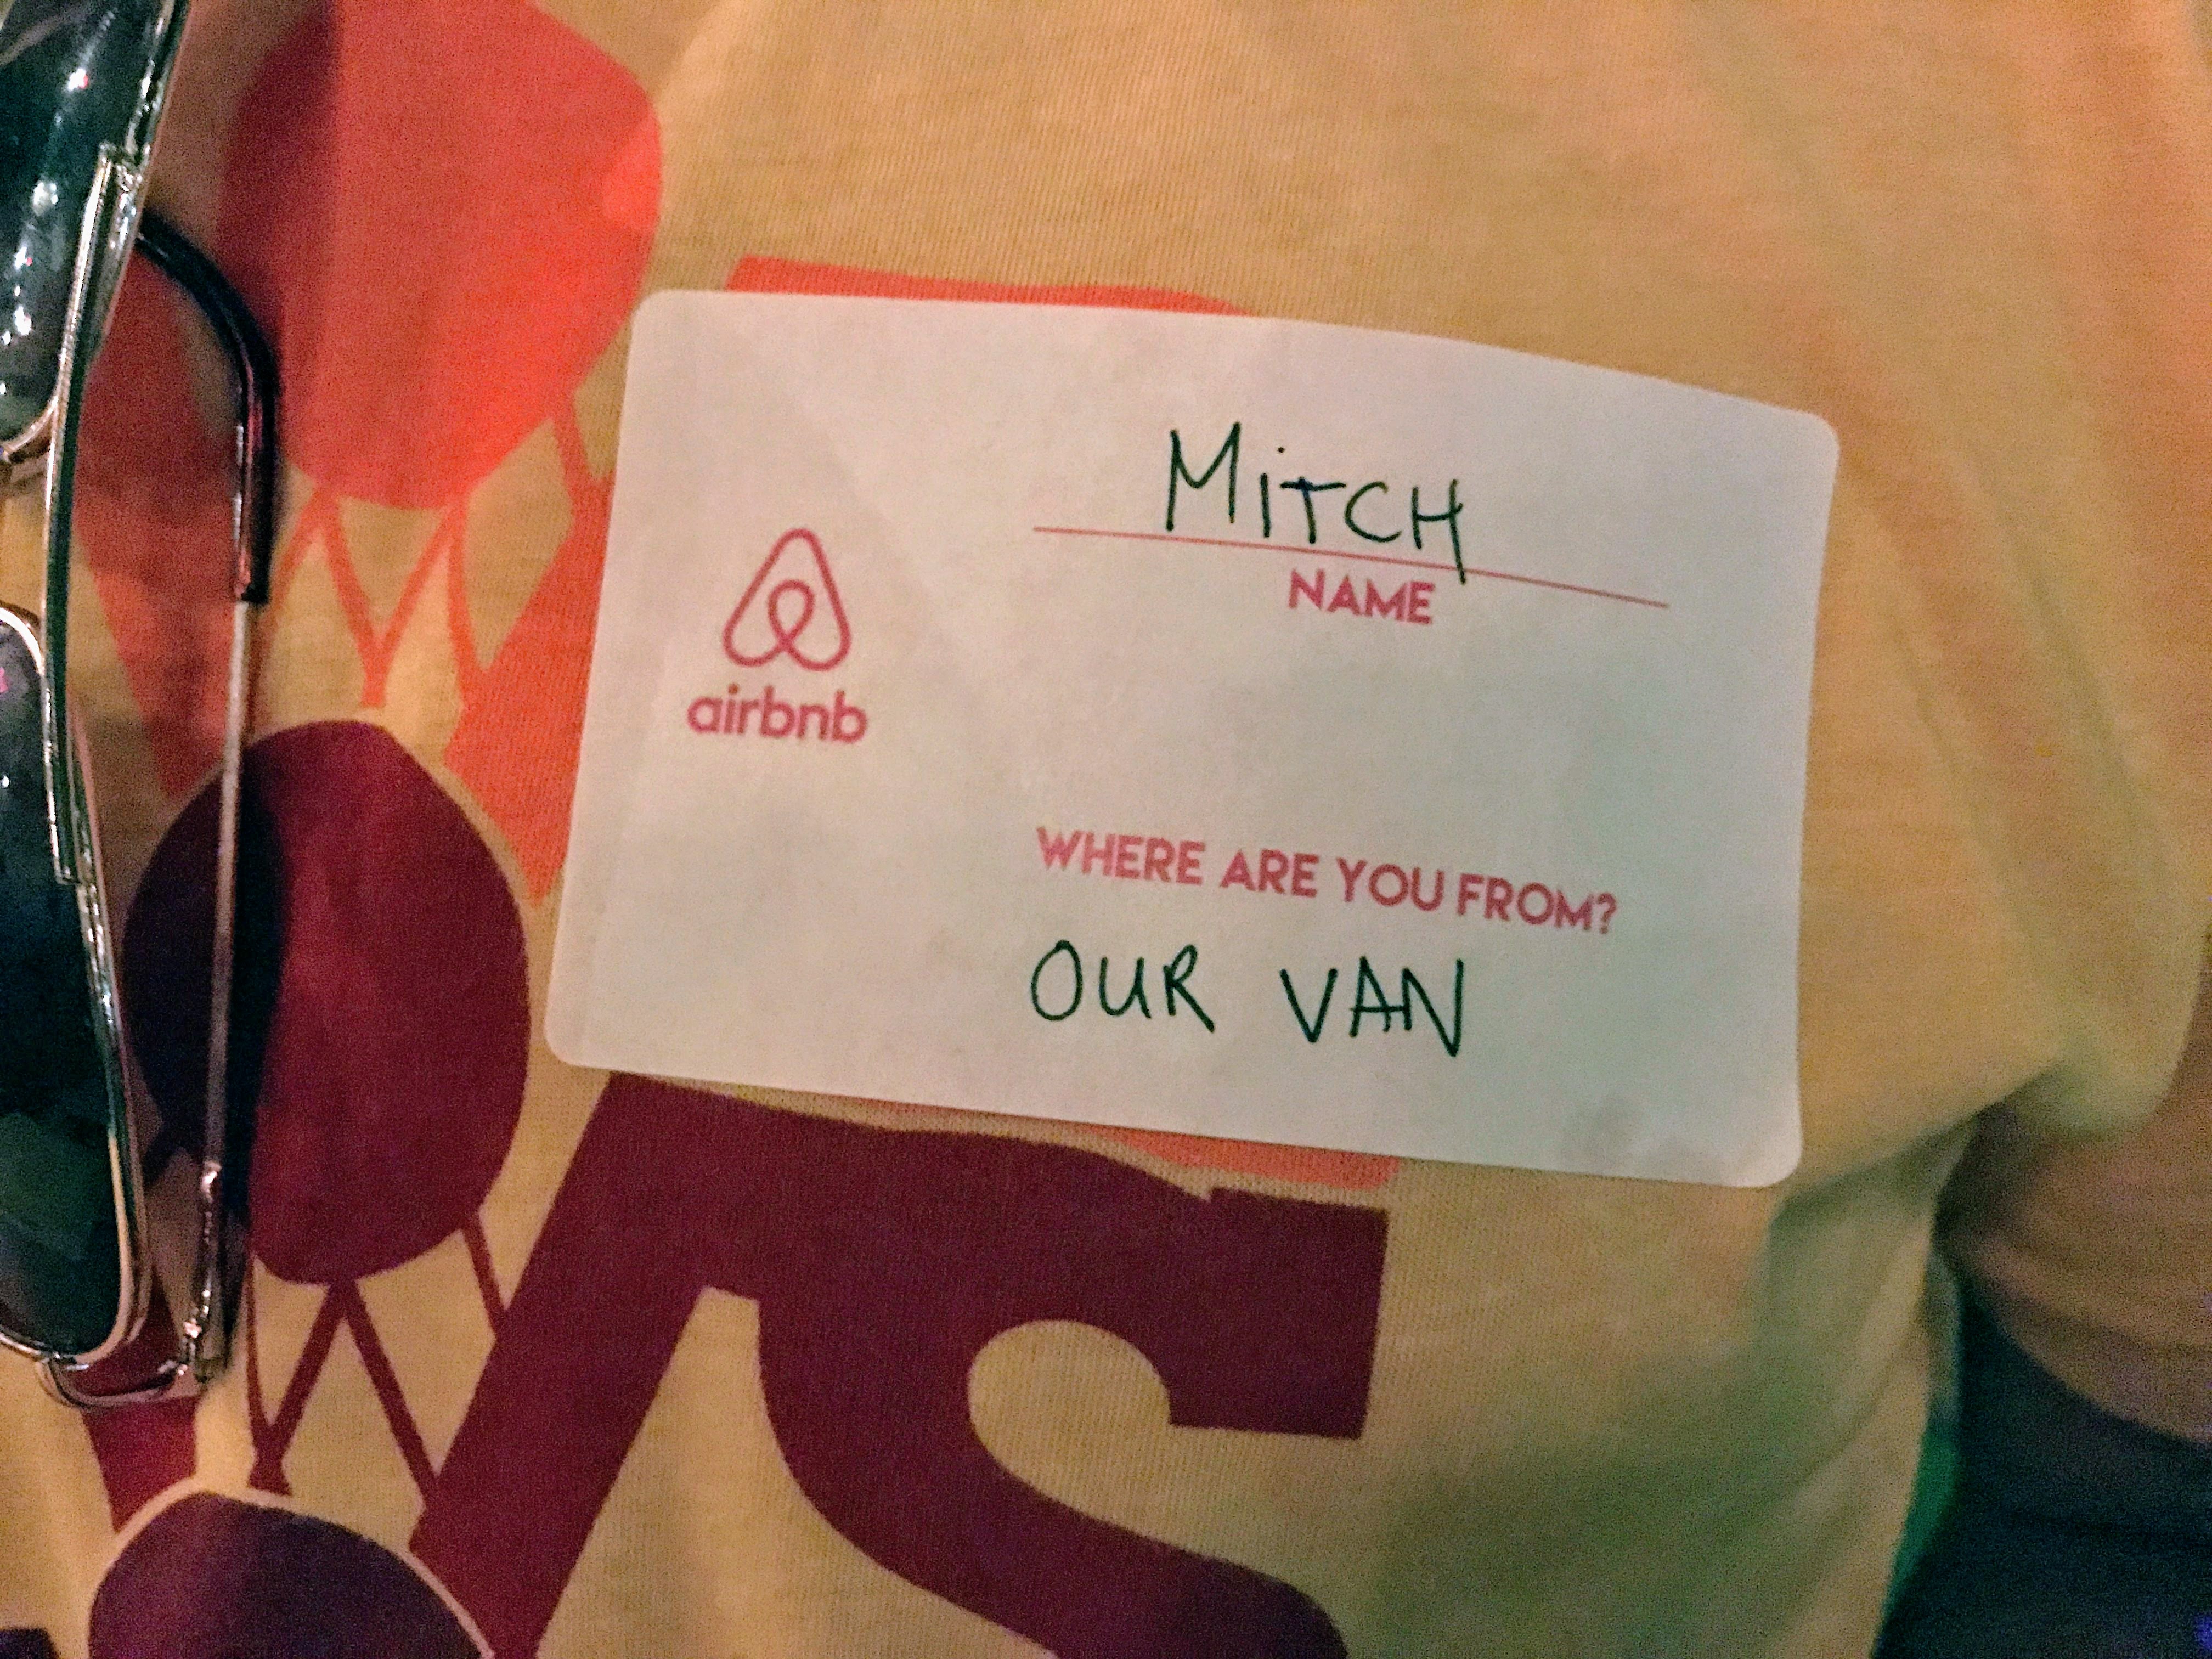 MiTCH
NAME
airbnb
WHERE ARE YOU FROM?
OUR VAN